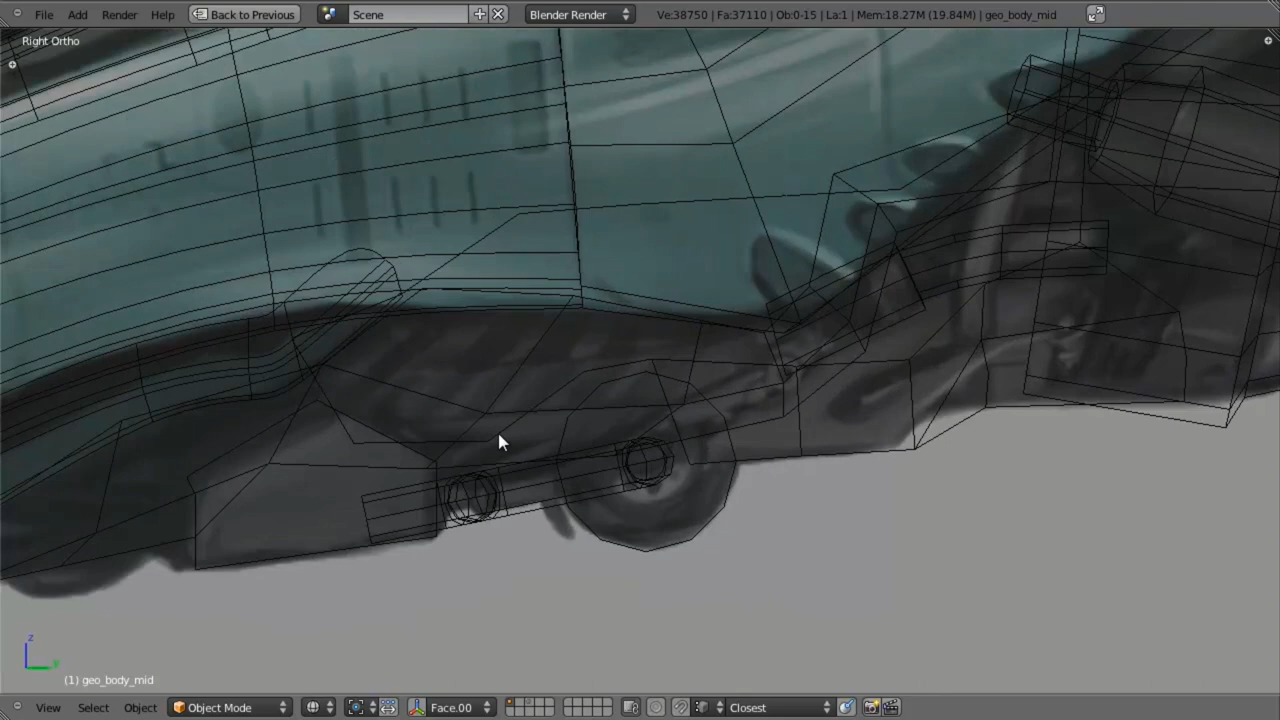 File Add Render Help Back to Previous Scene Blender Render Ve:38750 | Fa:37110 | Ob:0-15 | La:1 | Mem:18.27M (19.84M) | geo_body_mid
Right Ortho
z
y
(1) geo_body_mid
View Select Object Object Mode Face.00 Closest